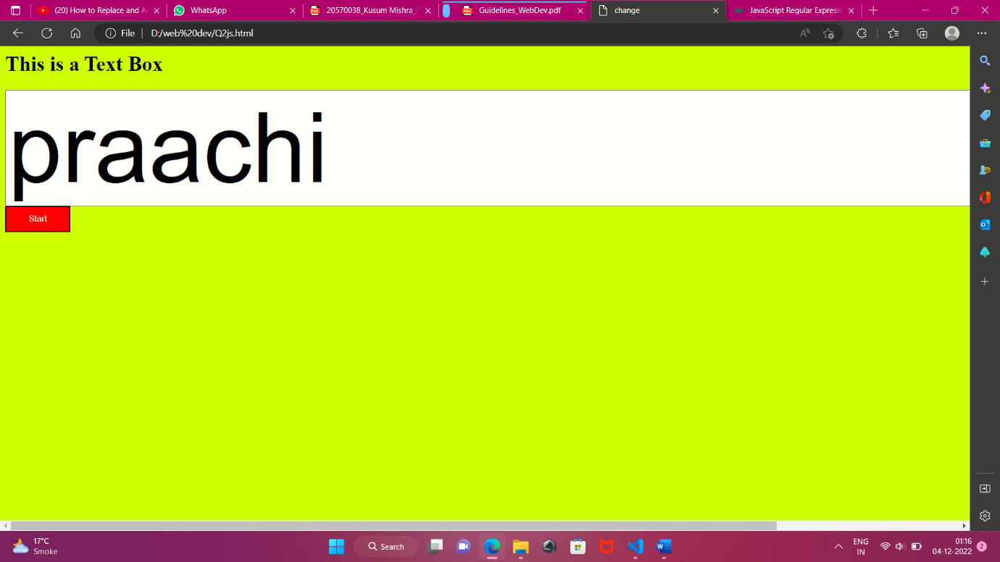 (20) How to Replace and A
WhatsApp
20570038_Kusum Mishra_
Guidelines_WebDev.pdf
change
JavaScript Regular Express
File
D:/web%20dev/Q2js.html
This is a Text Box
praachi
Start
17°C
Smoke
Search
ENG
IN
01:16
04-12-2022
2